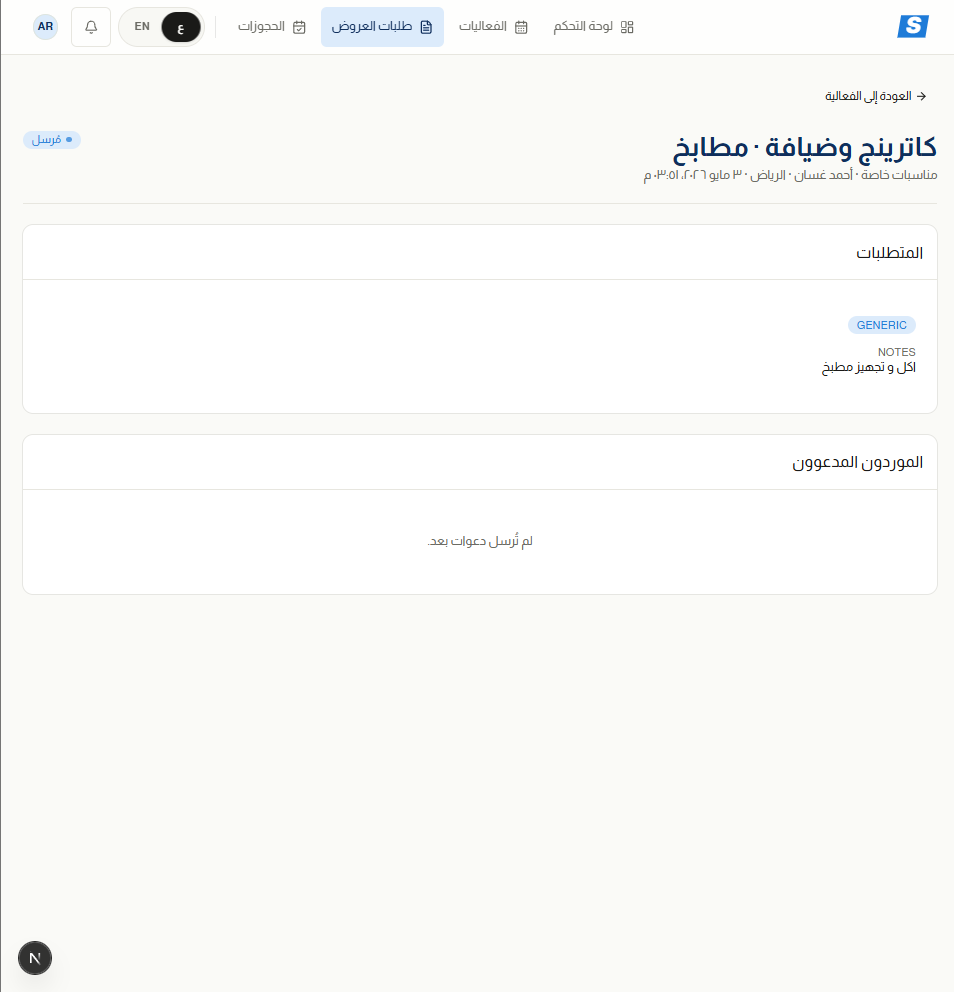 S
لوحة التحكم
الفعاليات
طلبات العروض
الحجوزات
ع
EN
AR
العودة إلى الفعالية
كاترينج وضيافة · مطابخ
مُرسل
مناسبات خاصة · أحمد غسان · الرياض · ٣ مايو ٢٠٢٦، ٠٣:٥١ م
المتطلبات
GENERIC
NOTES
اكل و تجهيز مطبخ
الموردون المدعوون
لم تُرسل دعوات بعد.
N